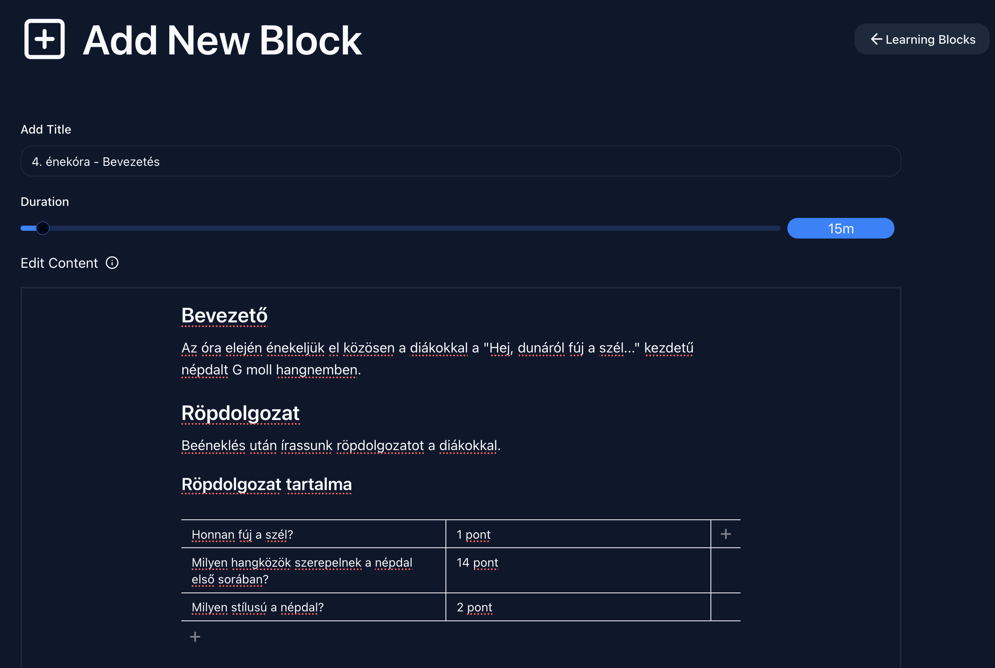 Add New Block
Learning Blocks
Add Title
4. énekóra - Bevezetés
Duration
15m
Edit Content
Bevezető
Az óra elején énekeljük el közösen a diákokkal a "Hej, dunáról fúj a szél..." kezdetű
népdalt G moll hangnemben.
Röpdolgozat
Beéneklés után írassunk röpdolgozatot a diákokkal.
Röpdolgozat tartalma
Honnan fúj a szél? 1 pont
Milyen hangközök szerepelnek a népdal 14 pont
első sorában?
Milyen stílusú a népdal? 2 pont